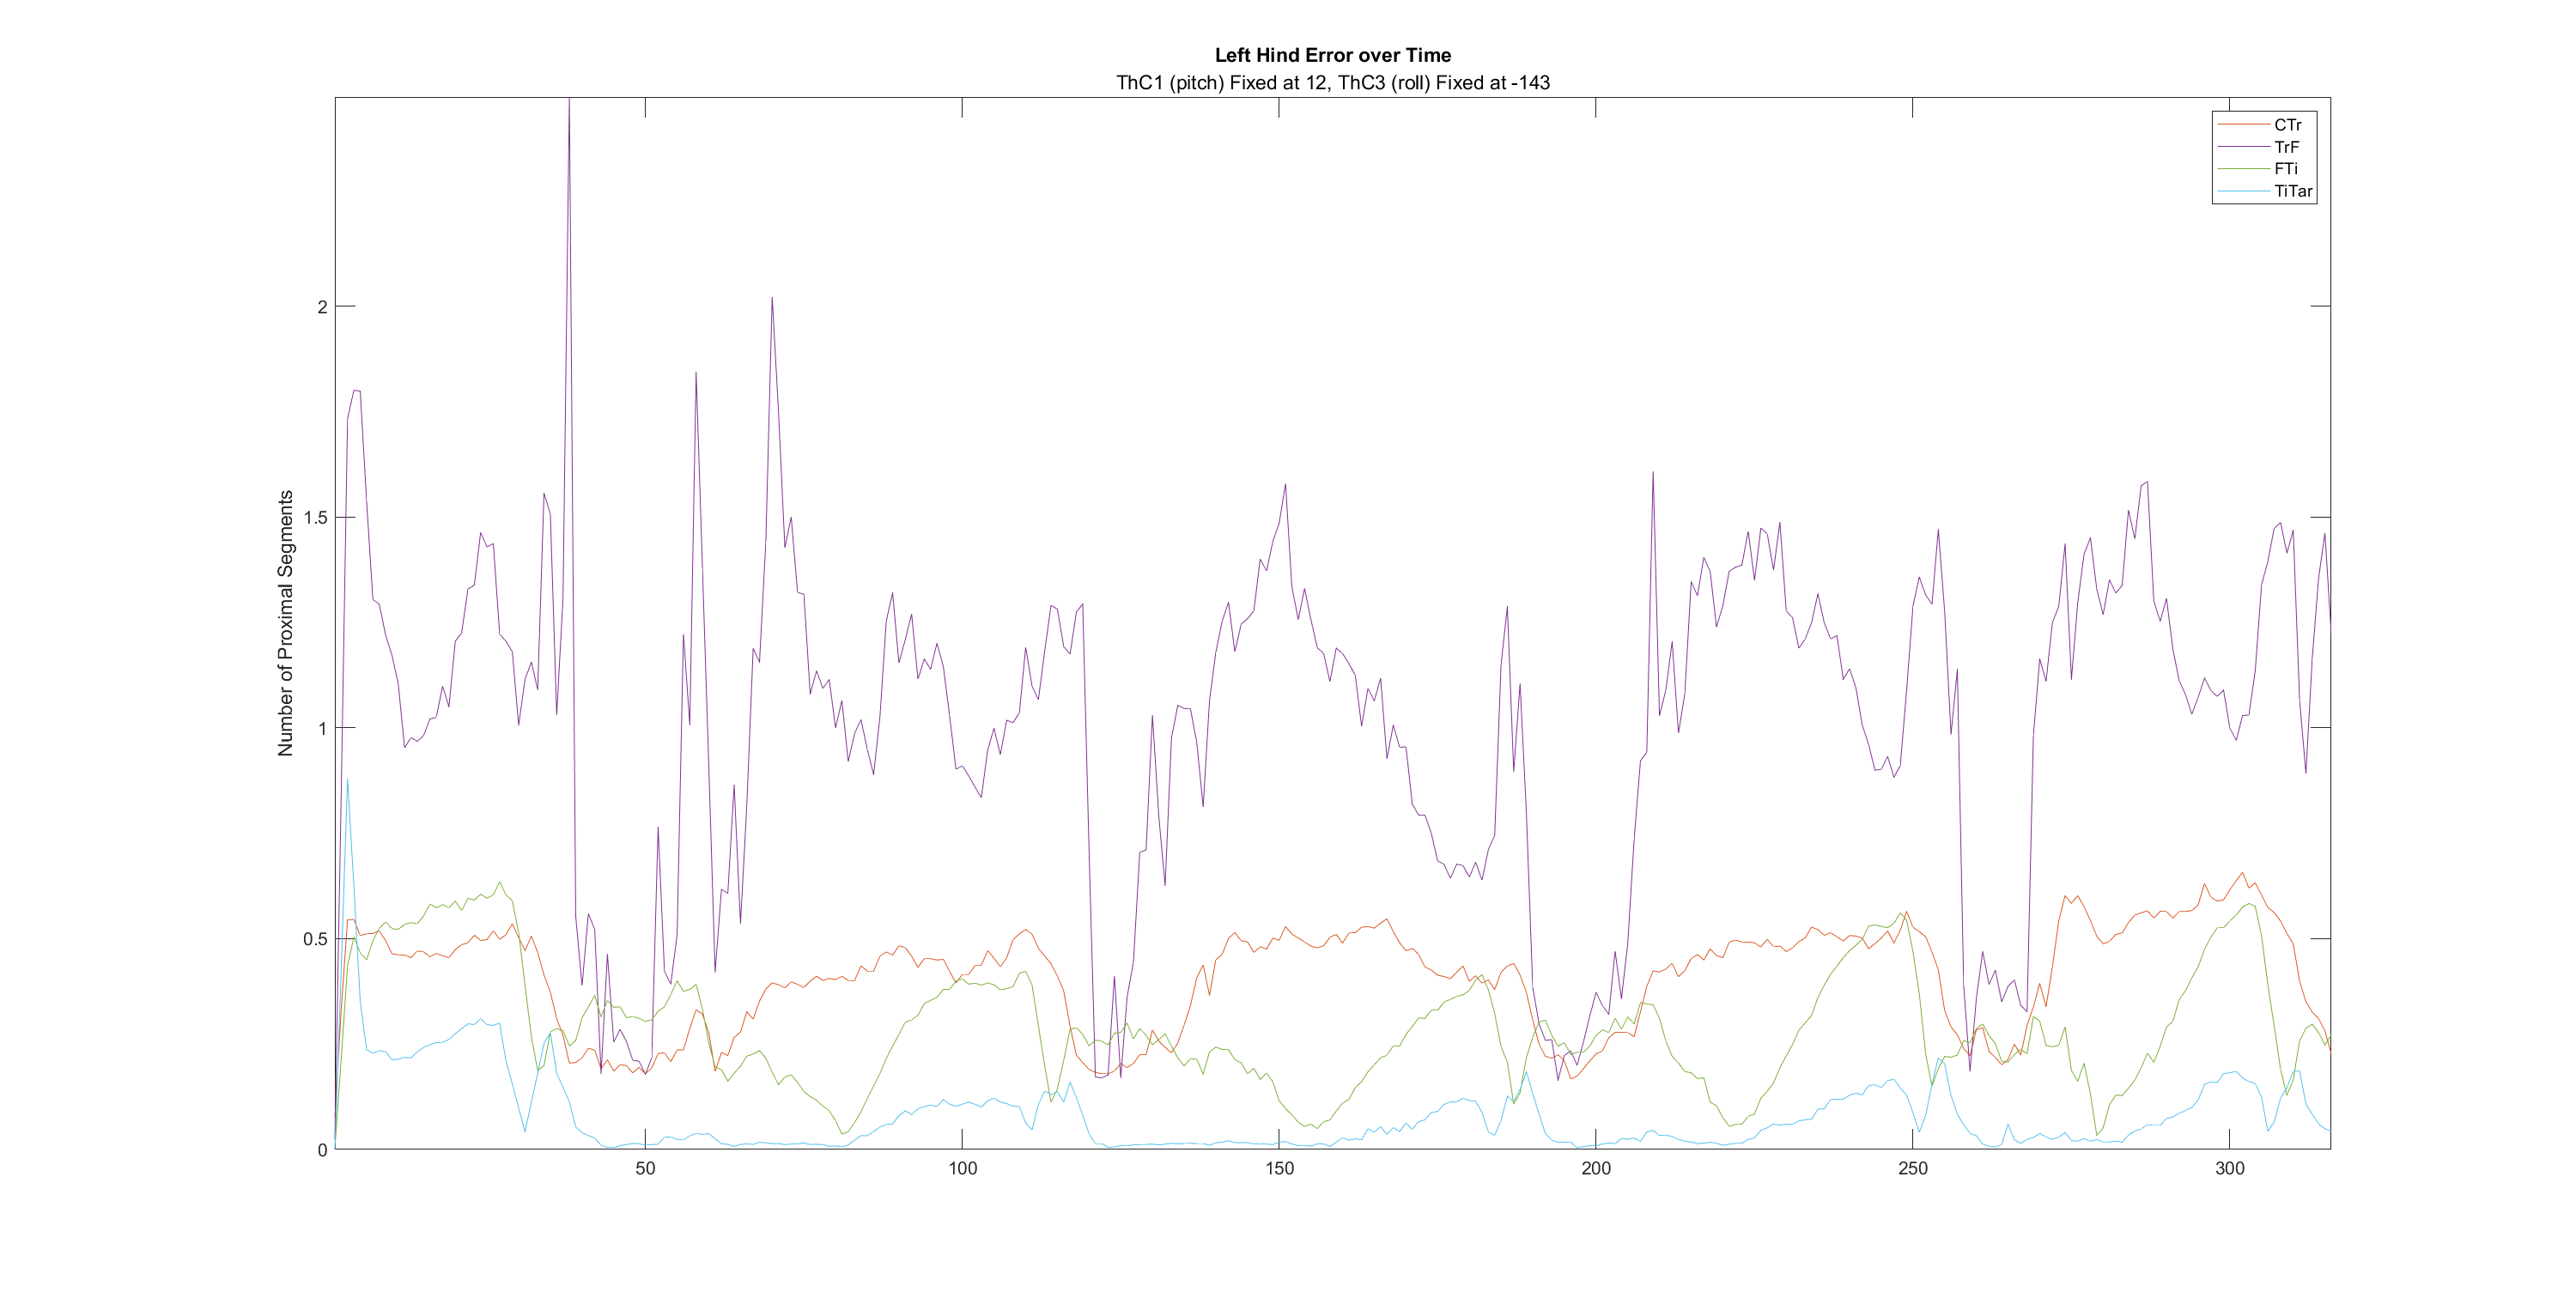 Left Hind Error over Time
ThC1 (pitch) Fixed at 12, ThC3 (roll) Fixed at -143
CTr
TrF
FTi
TiTar
Number of Proximal Segments
2
1.5
1
0.5
0
50
100
150
200
250
300